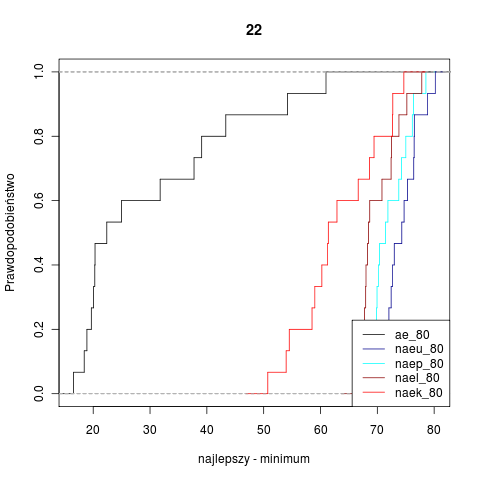 22
Prawdopodobieństwo
1.0
0.8
0.6
0.4
0.2
0.0
ae_80
naeu_80
naep_80
nael_80
naek_80
20 30 40 50 60 70 80
najlepszy - minimum